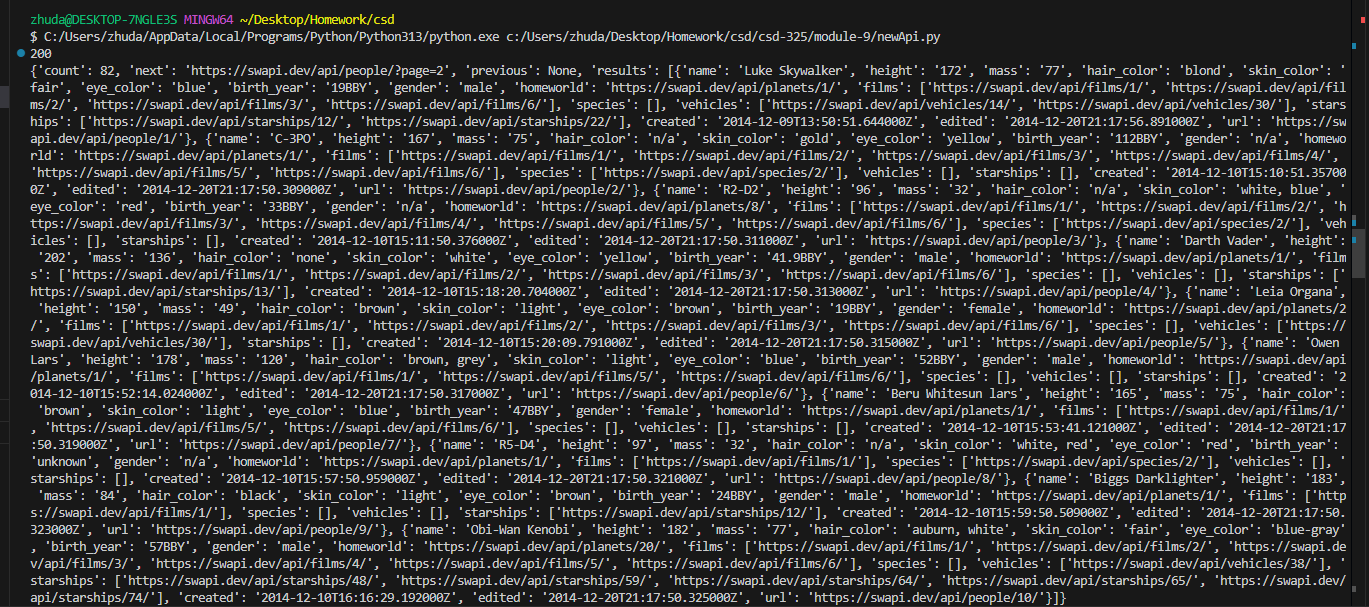 zhuda@DESKTOP-7NGLE3S MINGW64 ~/Desktop/Homework/csd
$ C:/Users/zhuda/AppData/Local/Programs/Python/Python313/python.exe c:/Users/zhuda/Desktop/Homework/csd/csd-325/module-9/newApi.py
200
{'count': 82, 'next': 'https://swapi.dev/api/people/?page=2', 'previous': None, 'results': [{'name': 'Luke Skywalker', 'height': '172', 'mass': '77', 'hair_color': 'blond', 'skin_color': '
fair', 'eye_color': 'blue', 'birth_year': '19BBY', 'gender': 'male', 'homeworld': 'https://swapi.dev/api/planets/1/', 'films': ['https://swapi.dev/api/films/1/', 'https://swapi.dev/api/fil
ms/2/', 'https://swapi.dev/api/films/3/', 'https://swapi.dev/api/films/6/'], 'species': [], 'vehicles': ['https://swapi.dev/api/vehicles/14/', 'https://swapi.dev/api/vehicles/30/'], 'stars
hips': ['https://swapi.dev/api/starships/12/', 'https://swapi.dev/api/starships/22/'], 'created': '2014-12-09T13:50:51.644000Z', 'edited': '2014-12-20T21:17:56.891000Z', 'url': 'https://sw
api.dev/api/people/1/'}, {'name': 'C-3PO', 'height': '167', 'mass': '75', 'hair_color': 'n/a', 'skin_color': 'gold', 'eye_color': 'yellow', 'birth_year': '112BBY', 'gender': 'n/a', 'homewo
rld': 'https://swapi.dev/api/planets/1/', 'films': ['https://swapi.dev/api/films/1/', 'https://swapi.dev/api/films/2/', 'https://swapi.dev/api/films/3/', 'https://swapi.dev/api/films/4/', 
'https://swapi.dev/api/films/5/', 'https://swapi.dev/api/films/6/'], 'species': ['https://swapi.dev/api/species/2/'], 'vehicles': [], 'starships': [], 'created': '2014-12-10T15:10:51.35700
0Z', 'edited': '2014-12-20T21:17:50.309000Z', 'url': 'https://swapi.dev/api/people/2/'}, {'name': 'R2-D2', 'height': '96', 'mass': '32', 'hair_color': 'n/a', 'skin_color': 'white, blue', '
eye_color': 'red', 'birth_year': '33BBY', 'gender': 'n/a', 'homeworld': 'https://swapi.dev/api/planets/8/', 'films': ['https://swapi.dev/api/films/1/', 'https://swapi.dev/api/films/2/', 'h
ttps://swapi.dev/api/films/3/', 'https://swapi.dev/api/films/4/', 'https://swapi.dev/api/films/5/', 'https://swapi.dev/api/films/6/'], 'species': ['https://swapi.dev/api/species/2/'], 'veh
icles': [], 'starships': [], 'created': '2014-12-10T15:11:50.376000Z', 'edited': '2014-12-20T21:17:50.311000Z', 'url': 'https://swapi.dev/api/people/3/'}, {'name': 'Darth Vader', 'height':
 '202', 'mass': '136', 'hair_color': 'none', 'skin_color': 'white', 'eye_color': 'yellow', 'birth_year': '41.9BBY', 'gender': 'male', 'homeworld': 'https://swapi.dev/api/planets/1/', 'film
s': ['https://swapi.dev/api/films/1/', 'https://swapi.dev/api/films/2/', 'https://swapi.dev/api/films/3/', 'https://swapi.dev/api/films/6/'], 'species': [], 'vehicles': [], 'starships': ['
https://swapi.dev/api/starships/13/'], 'created': '2014-12-10T15:18:20.704000Z', 'edited': '2014-12-20T21:17:50.313000Z', 'url': 'https://swapi.dev/api/people/4/'}, {'name': 'Leia Organa',
 'height': '150', 'mass': '49', 'hair_color': 'brown', 'skin_color': 'light', 'eye_color': 'brown', 'birth_year': '19BBY', 'gender': 'female', 'homeworld': 'https://swapi.dev/api/planets/2
/', 'films': ['https://swapi.dev/api/films/1/', 'https://swapi.dev/api/films/2/', 'https://swapi.dev/api/films/3/', 'https://swapi.dev/api/films/6/'], 'species': [], 'vehicles': ['https://
swapi.dev/api/vehicles/30/'], 'starships': [], 'created': '2014-12-10T15:20:09.791000Z', 'edited': '2014-12-20T21:17:50.315000Z', 'url': 'https://swapi.dev/api/people/5/'}, {'name': 'Owen 
Lars', 'height': '178', 'mass': '120', 'hair_color': 'brown, grey', 'skin_color': 'light', 'eye_color': 'blue', 'birth_year': '52BBY', 'gender': 'male', 'homeworld': 'https://swapi.dev/api
/planets/1/', 'films': ['https://swapi.dev/api/films/1/', 'https://swapi.dev/api/films/5/', 'https://swapi.dev/api/films/6/'], 'species': [], 'vehicles': [], 'starships': [], 'created': '2
014-12-10T15:52:14.024000Z', 'edited': '2014-12-20T21:17:50.317000Z', 'url': 'https://swapi.dev/api/people/6/'}, {'name': 'Beru Whitesun lars', 'height': '165', 'mass': '75', 'hair_color':
 'brown', 'skin_color': 'light', 'eye_color': 'blue', 'birth_year': '47BBY', 'gender': 'female', 'homeworld': 'https://swapi.dev/api/planets/1/', 'films': ['https://swapi.dev/api/films/1/'
, 'https://swapi.dev/api/films/5/', 'https://swapi.dev/api/films/6/'], 'species': [], 'vehicles': [], 'starships': [], 'created': '2014-12-10T15:53:41.121000Z', 'edited': '2014-12-20T21:17
:50.319000Z', 'url': 'https://swapi.dev/api/people/7/'}, {'name': 'R5-D4', 'height': '97', 'mass': '32', 'hair_color': 'n/a', 'skin_color': 'white, red', 'eye_color': 'red', 'birth_year': 
'unknown', 'gender': 'n/a', 'homeworld': 'https://swapi.dev/api/planets/1/', 'films': ['https://swapi.dev/api/films/1/'], 'species': ['https://swapi.dev/api/species/2/'], 'vehicles': [], '
starships': [], 'created': '2014-12-10T15:57:50.959000Z', 'edited': '2014-12-20T21:17:50.321000Z', 'url': 'https://swapi.dev/api/people/8/'}, {'name': 'Biggs Darklighter', 'height': '183',
 'mass': '84', 'hair_color': 'black', 'skin_color': 'light', 'eye_color': 'brown', 'birth_year': '24BBY', 'gender': 'male', 'homeworld': 'https://swapi.dev/api/planets/1/', 'films': ['http
s://swapi.dev/api/films/1/'], 'species': [], 'vehicles': [], 'starships': ['https://swapi.dev/api/starships/12/'], 'created': '2014-12-10T15:59:50.509000Z', 'edited': '2014-12-20T21:17:50.
323000Z', 'url': 'https://swapi.dev/api/people/9/'}, {'name': 'Obi-Wan Kenobi', 'height': '182', 'mass': '77', 'hair_color': 'auburn, white', 'skin_color': 'fair', 'eye_color': 'blue-gray'
, 'birth_year': '57BBY', 'gender': 'male', 'homeworld': 'https://swapi.dev/api/planets/20/', 'films': ['https://swapi.dev/api/films/1/', 'https://swapi.dev/api/films/2/', 'https://swapi.de
v/api/films/3/', 'https://swapi.dev/api/films/4/', 'https://swapi.dev/api/films/5/', 'https://swapi.dev/api/films/6/'], 'species': [], 'vehicles': ['https://swapi.dev/api/vehicles/38/'], '
starships': ['https://swapi.dev/api/starships/48/', 'https://swapi.dev/api/starships/59/', 'https://swapi.dev/api/starships/64/', 'https://swapi.dev/api/starships/65/', 'https://swapi.dev/
api/starships/74/'], 'created': '2014-12-10T16:16:29.192000Z', 'edited': '2014-12-20T21:17:50.325000Z', 'url': 'https://swapi.dev/api/people/10/'}]}